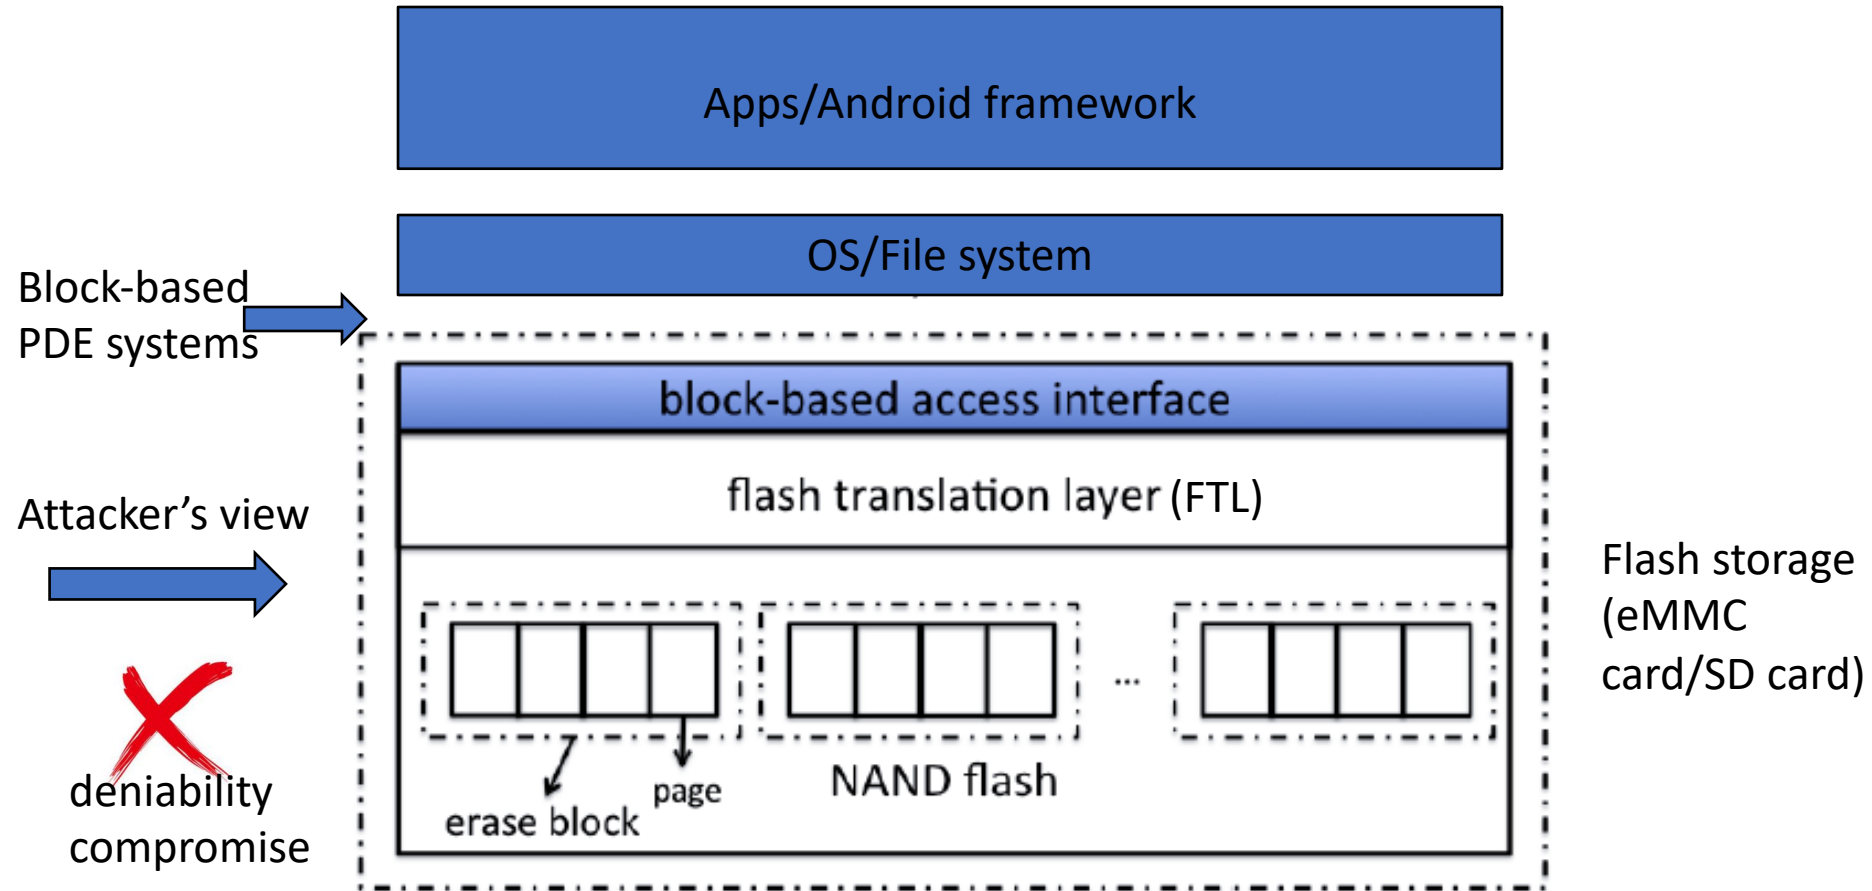 Apps/Android framework
OS/File system
Block-based
PDE systems
block-based access interface
flash translation layer (FTL)
Attacker’s view
Flash storage
(eMMC
card/SD card)
...
NAND flash
page
erase block
deniability
compromise